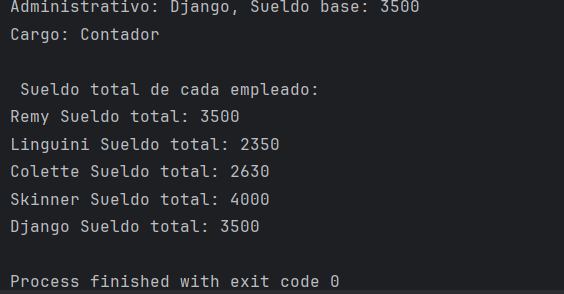 Administrativo: Django, Sueldo base: 3500
Cargo: Contador
Sueldo total de cada empleado:
Remy Sueldo total: 3500
Linguini Sueldo total: 2350
Colette Sueldo total: 2630
Skinner Sueldo total: 4000
Django Sueldo total: 3500
Process finished with exit code 0